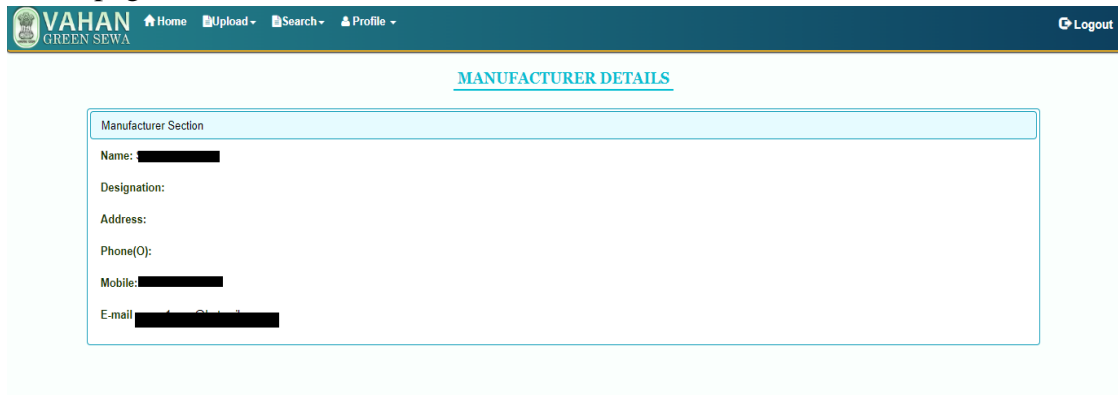 VAHAN
GREEN SEWA
Home Upload Search Profile Logout
MANUFACTURER DETAILS
Manufacturer Section
Name:
Designation:
Address:
Phone(O):
Mobile:
E-mail